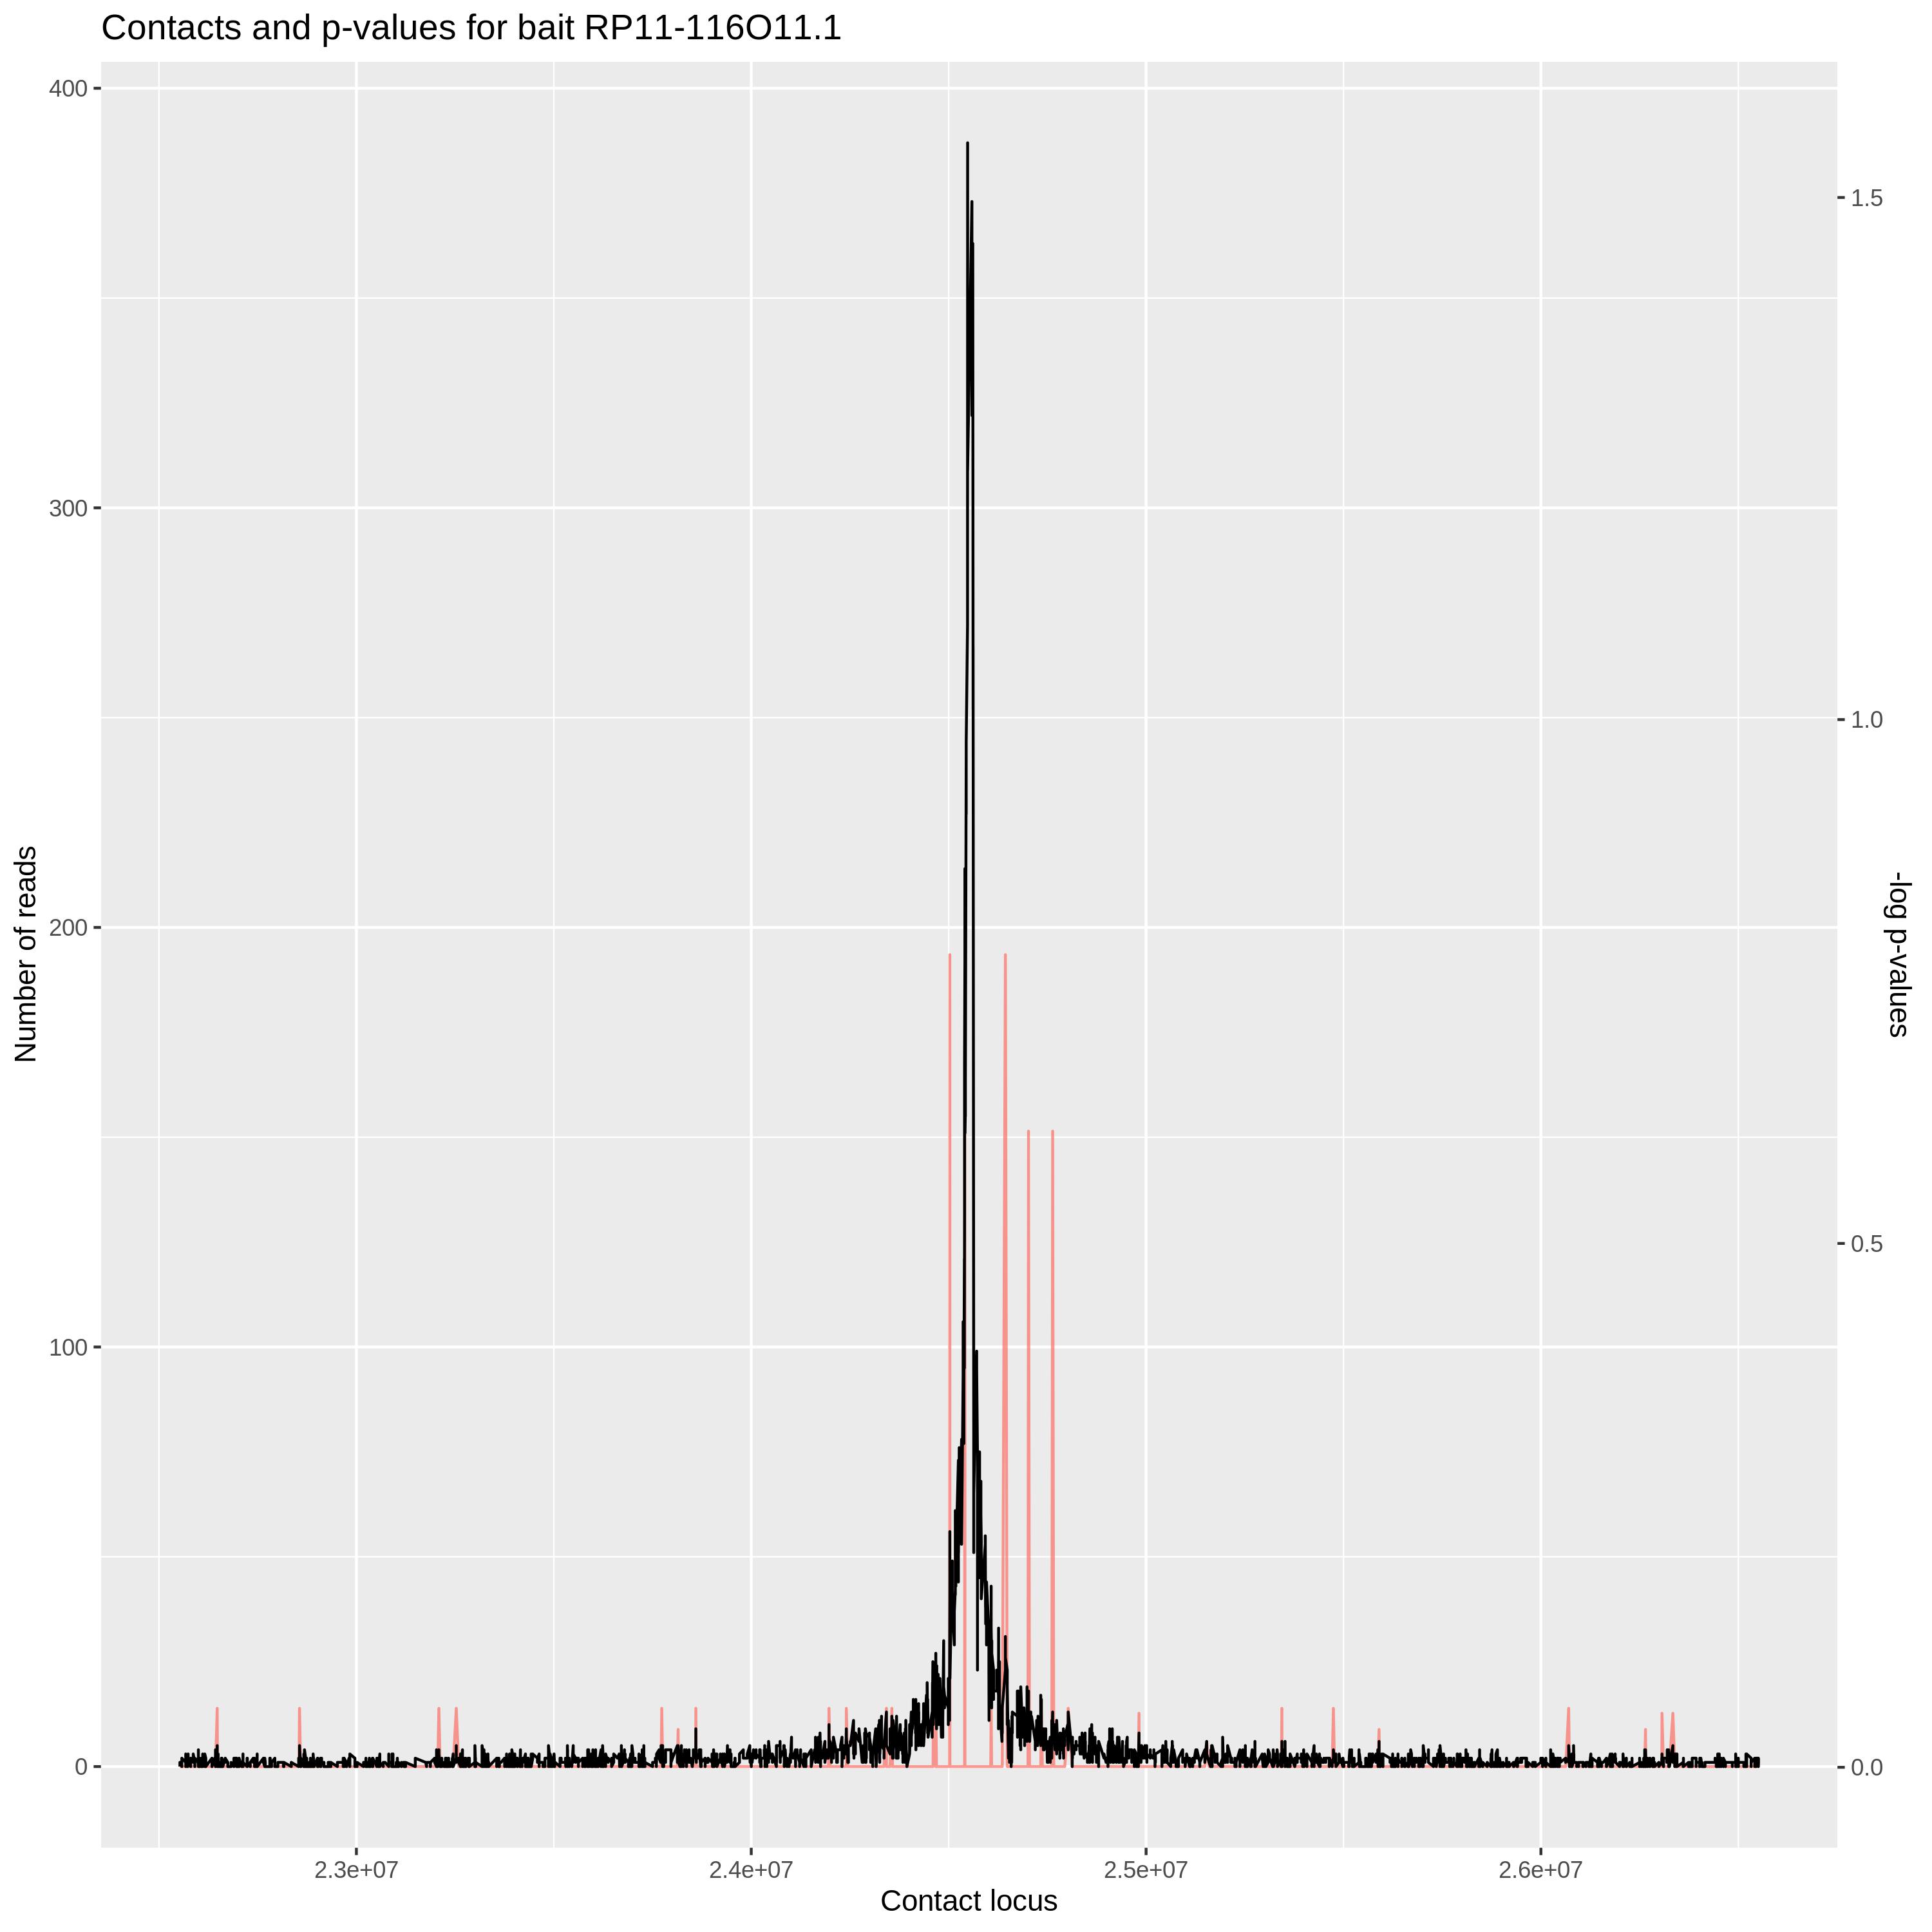 Contacts and p-values for bait RP11-116O11.1
400
300
200
100
0
1.5
1.0
0.5
0.0
Number of reads
-log p-values
2.3e+07
2.4e+07
2.5e+07
2.6e+07
Contact locus